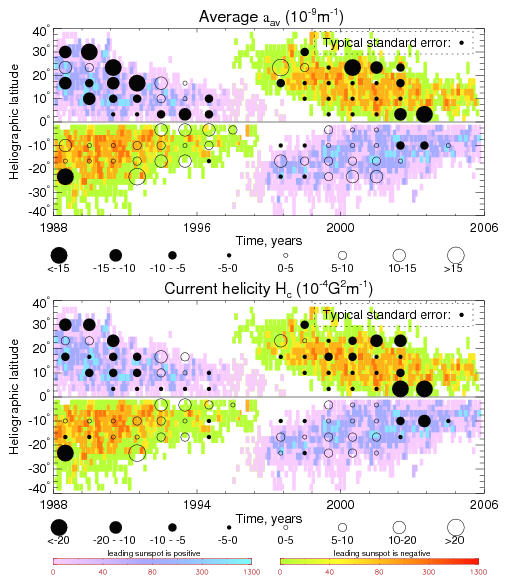 Average a_av (10^-9 m^-1)
40°
30°
20°
10°
0
-10°
-20°
-30°
-40°
Heliographic latitude
Typical standard error: •
1988 1996 2000 2006
Time, years
<-15 -15 - -10 -10 - -5 -5-0 0-5 5-10 10-15 >15
Current helicity H_c (10^-4 G^2 m^-1)
40°
30°
20°
10°
0
-10°
-20°
-30°
-40°
Heliographic latitude
Typical standard error: •
1988 1994 2000 2006
Time, years
<-20 -20 - -10 -10 - -5 -5-0 0-5 5-10 10-20 >20
leading sunspot is positive leading sunspot is negative
0 40 80 300 1300 0 40 80 300 1300